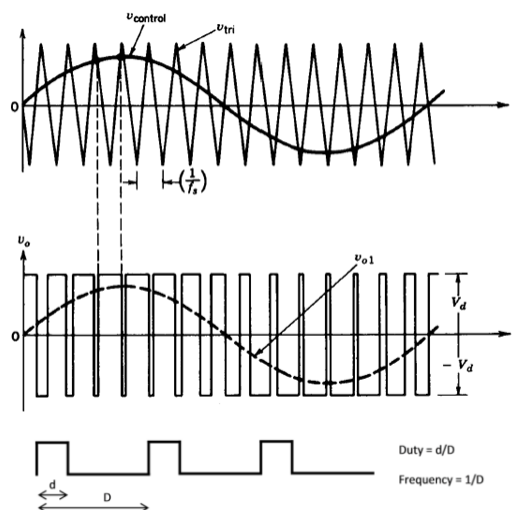 v_control
v_tri
0
(1/f_s)
v_o
v_o1
0
V_d
- V_d
d
D
Duty = d/D
Frequency = 1/D